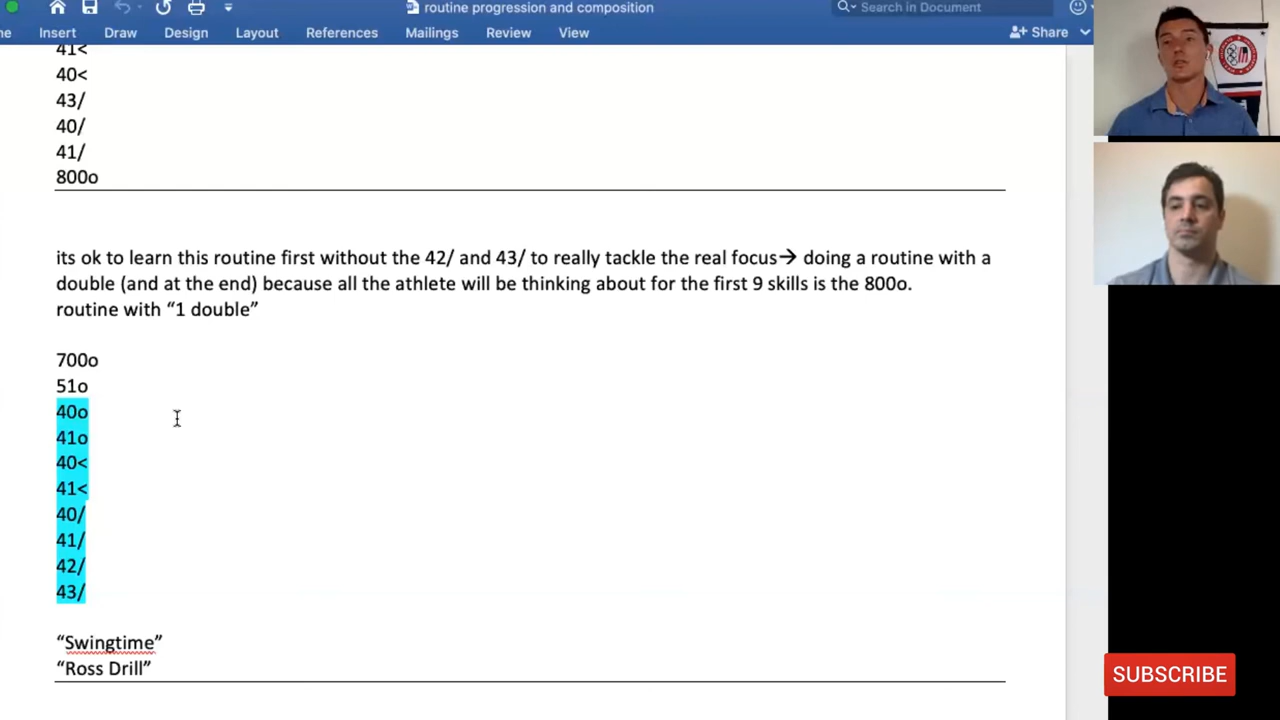 routine progression and composition
Search in Document
Insert Draw Design Layout References Mailings Review View
Share
41<
40<
43/
40/
41/
800o
its ok to learn this routine first without the 42/ and 43/ to really tackle the real focus→ doing a routine with a
double (and at the end) because all the athlete will be thinking about for the first 9 skills is the 800o.
routine with “1 double”
700o
51o
40o
41o
40<
41<
40/
41/
42/
43/
“Swingtime”
“Ross Drill”
SUBSCRIBE